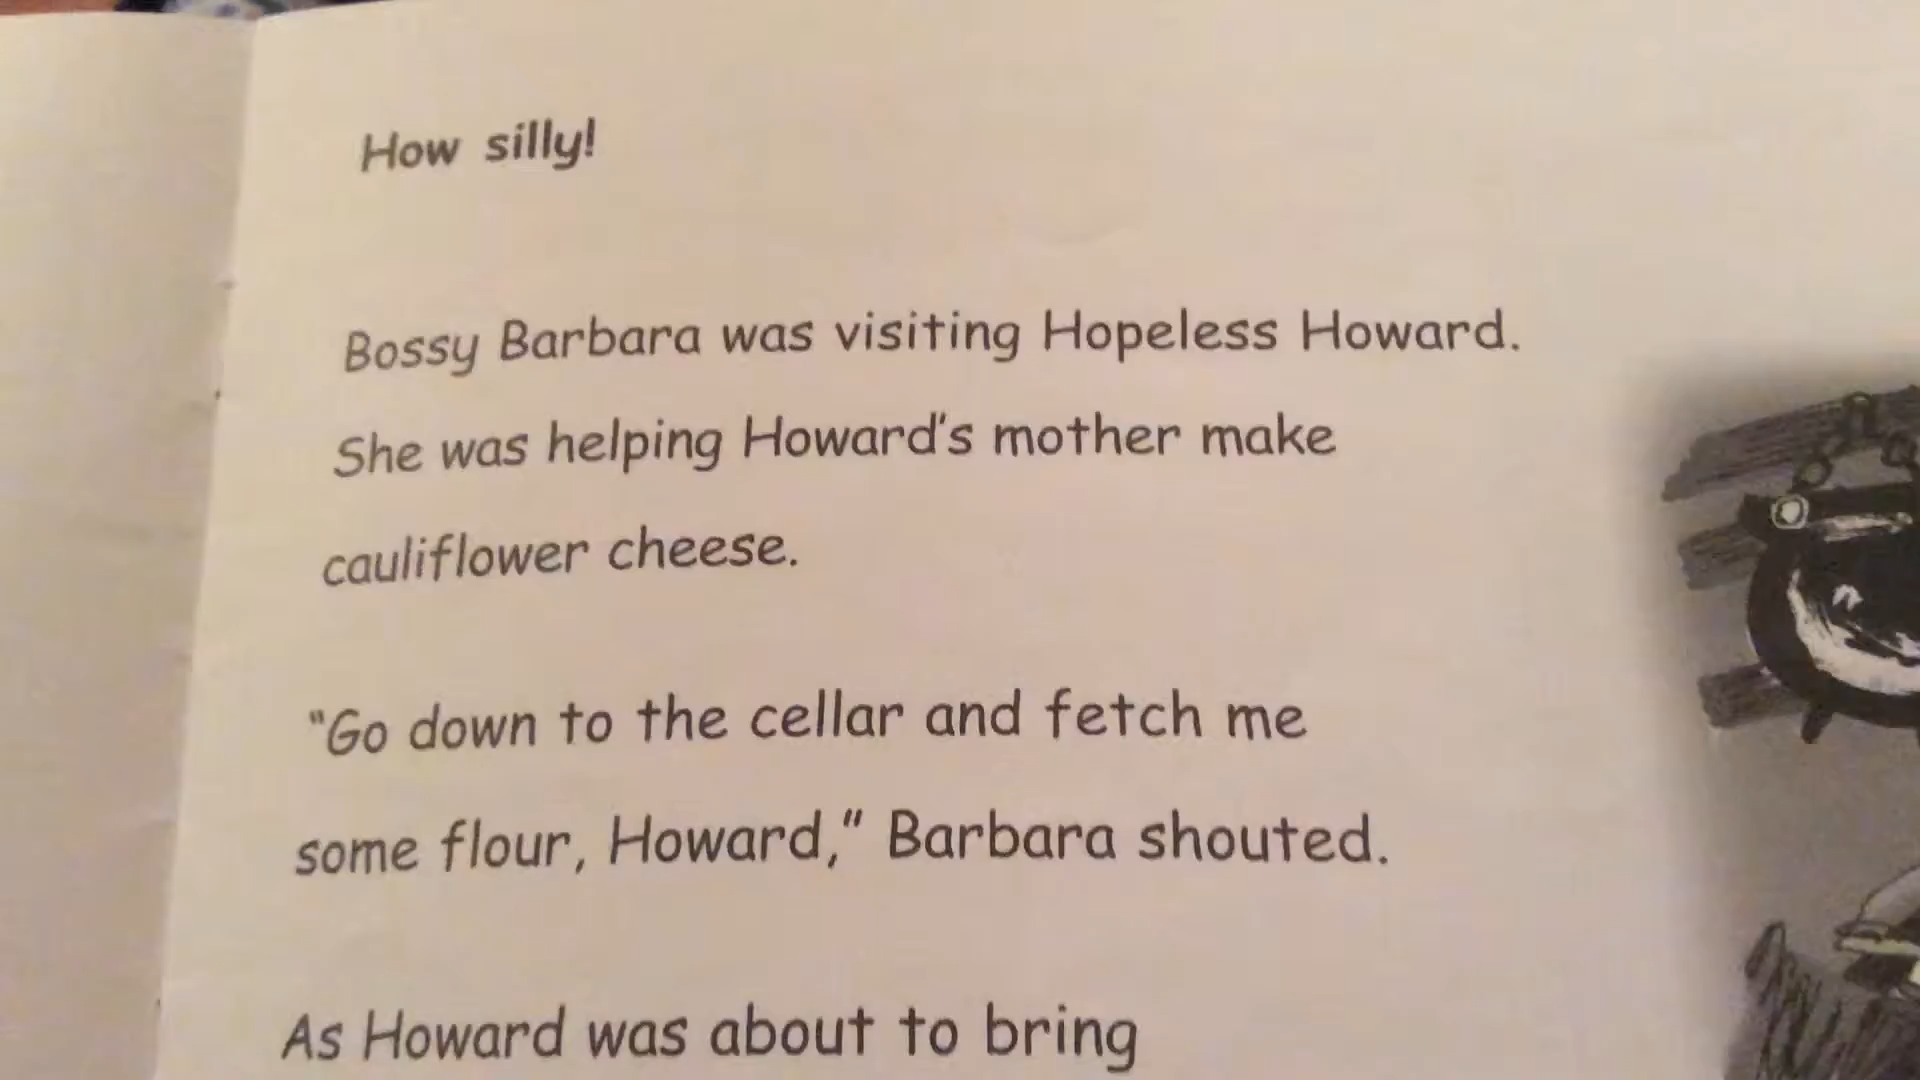 How silly!
Bossy Barbara was visiting Hopeless Howard.
She was helping Howard's mother make
cauliflower cheese.
"Go down to the cellar and fetch me
some flour, Howard," Barbara shouted.
As Howard was about to bring